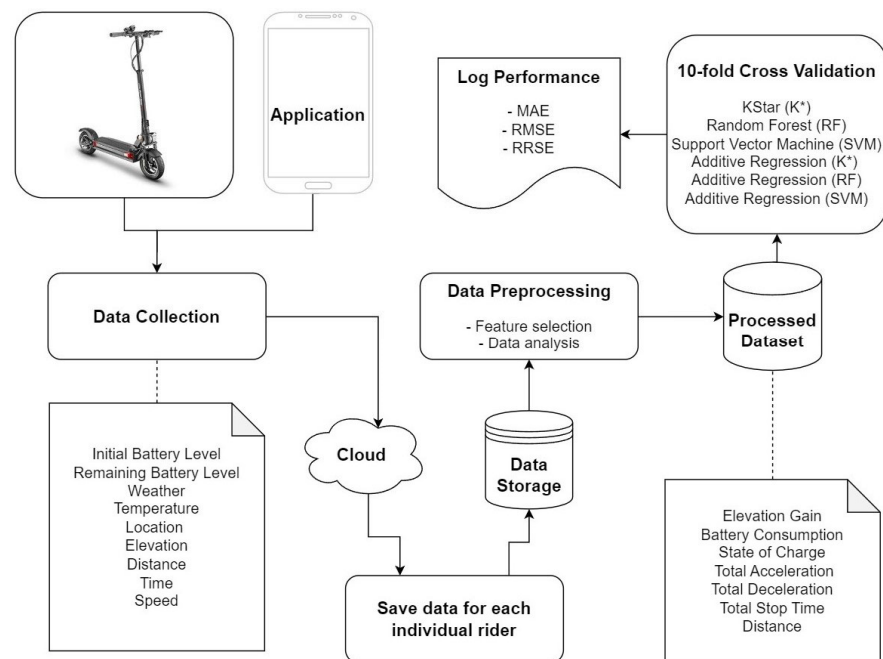 Application
Log Performance
- MAE
- RMSE
- RRSE
10-fold Cross Validation
KStar (K*)
Random Forest (RF)
Support Vector Machine (SVM)
Additive Regression (K*)
Additive Regression (RF)
Additive Regression (SVM)
Data Collection
Data Preprocessing
- Feature selection
- Data analysis
Processed
Dataset
Initial Battery Level
Remaining Battery Level
Weather
Temperature
Location
Elevation
Distance
Time
Speed
Cloud
Data
Storage
Save data for each
individual rider
Elevation Gain
Battery Consumption
State of Charge
Total Acceleration
Total Deceleration
Total Stop Time
Distance